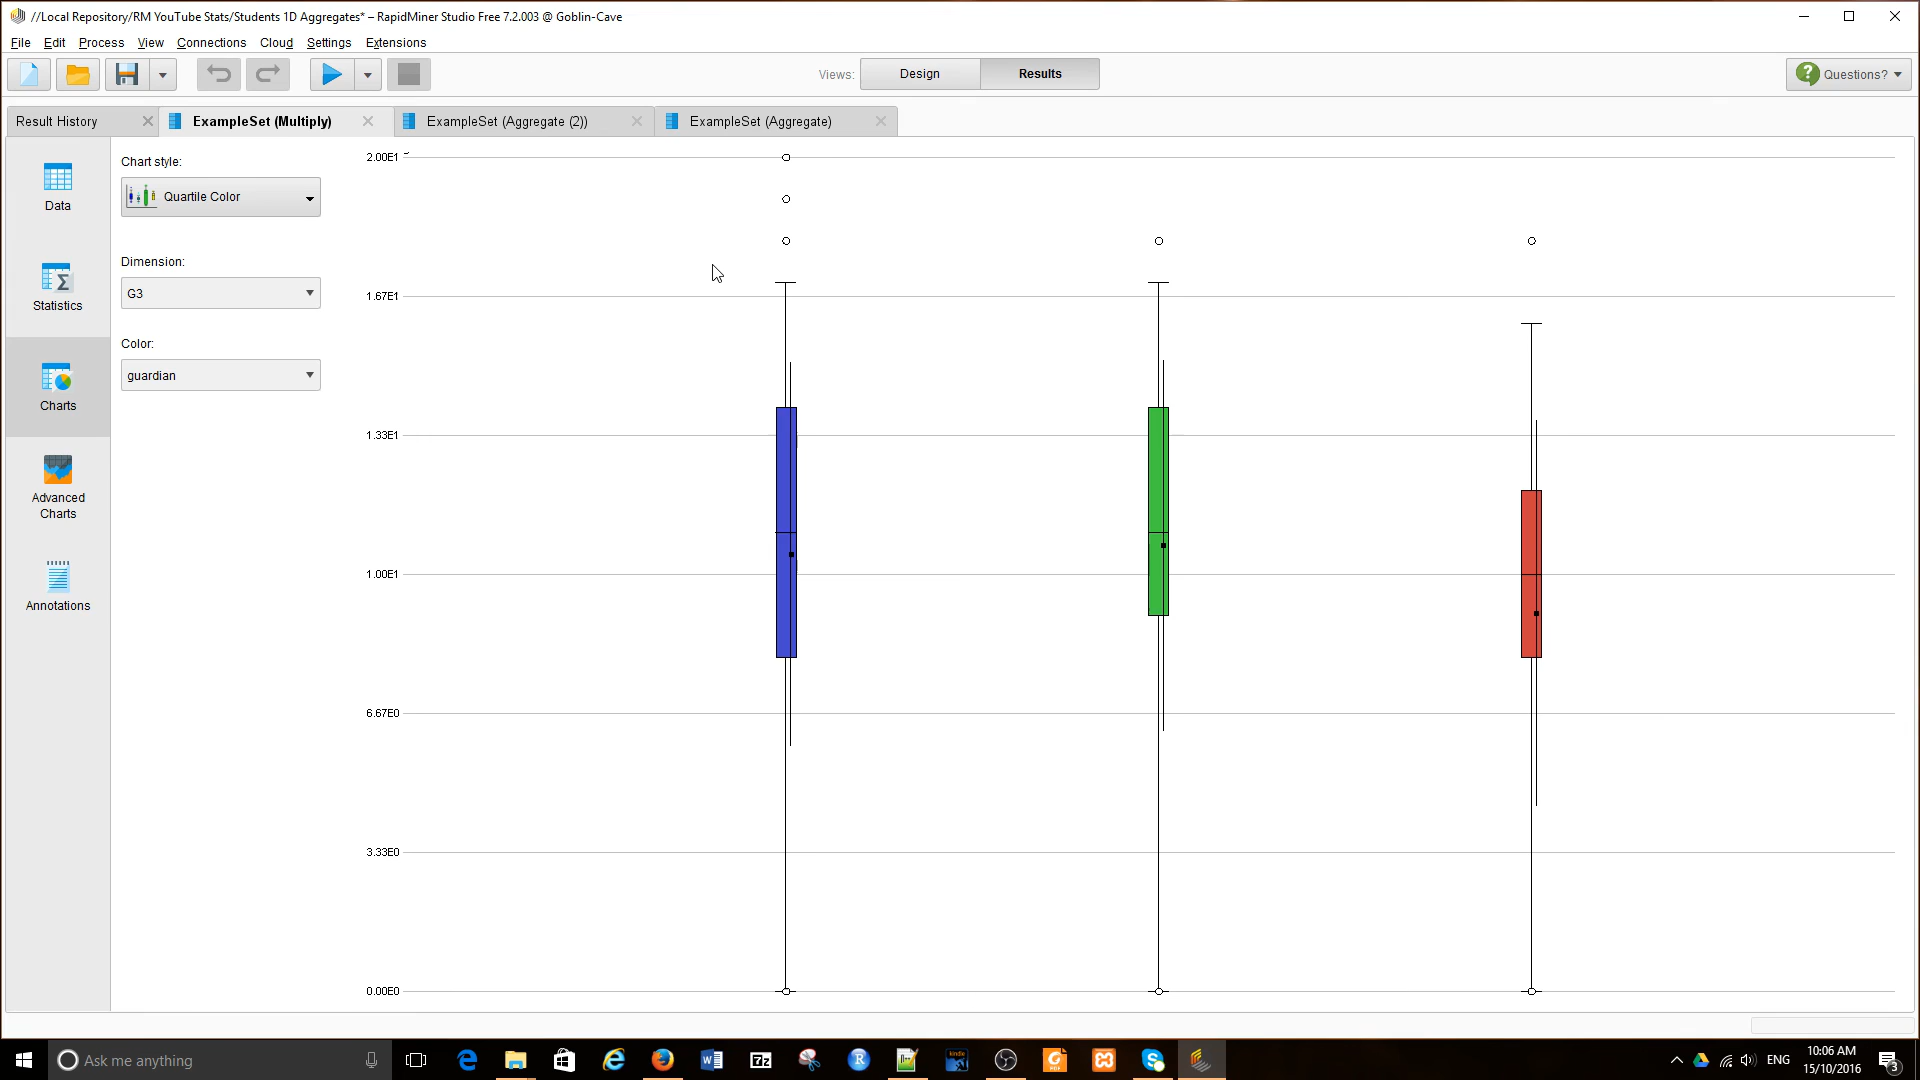 //Local Repository/RM YouTube Stats/Students 1D Aggregates* – RapidMiner Studio Free 7.2.003 @ Goblin-Cave
File Edit Process View Connections Cloud Settings Extensions
Views: Design Results Questions?
Result History ExampleSet (Multiply) ExampleSet (Aggregate (2)) ExampleSet (Aggregate)
Data
Statistics
Charts
Advanced
Charts
Annotations
Chart style:
Quartile Color
Dimension:
G3
Color:
guardian
2.00E1
1.67E1
1.33E1
1.00E1
6.67E0
3.33E0
0.00E0
Ask me anything
7z
kindle
ENG
10:06 AM
15/10/2016
3